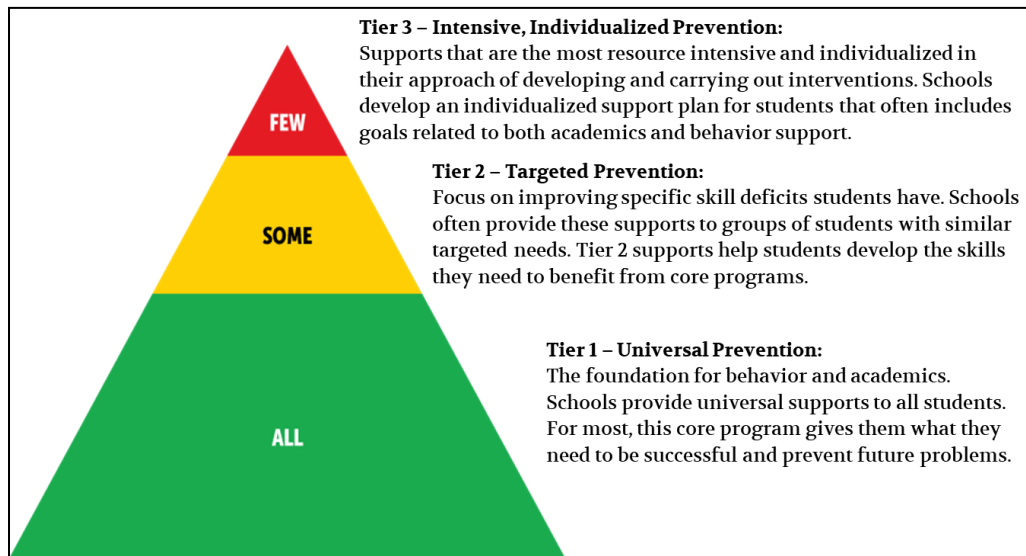 Tier 3 – Intensive, Individualized Prevention:
Supports that are the most resource intensive and individualized in
their approach of developing and carrying out interventions. Schools
develop an individualized support plan for students that often includes
goals related to both academics and behavior support.
FEW
Tier 2 – Targeted Prevention:
Focus on improving specific skill deficits students have. Schools
often provide these supports to groups of students with similar
targeted needs. Tier 2 supports help students develop the skills
they need to benefit from core programs.
SOME
Tier 1 – Universal Prevention:
The foundation for behavior and academics.
Schools provide universal supports to all students.
For most, this core program gives them what they
need to be successful and prevent future problems.
ALL